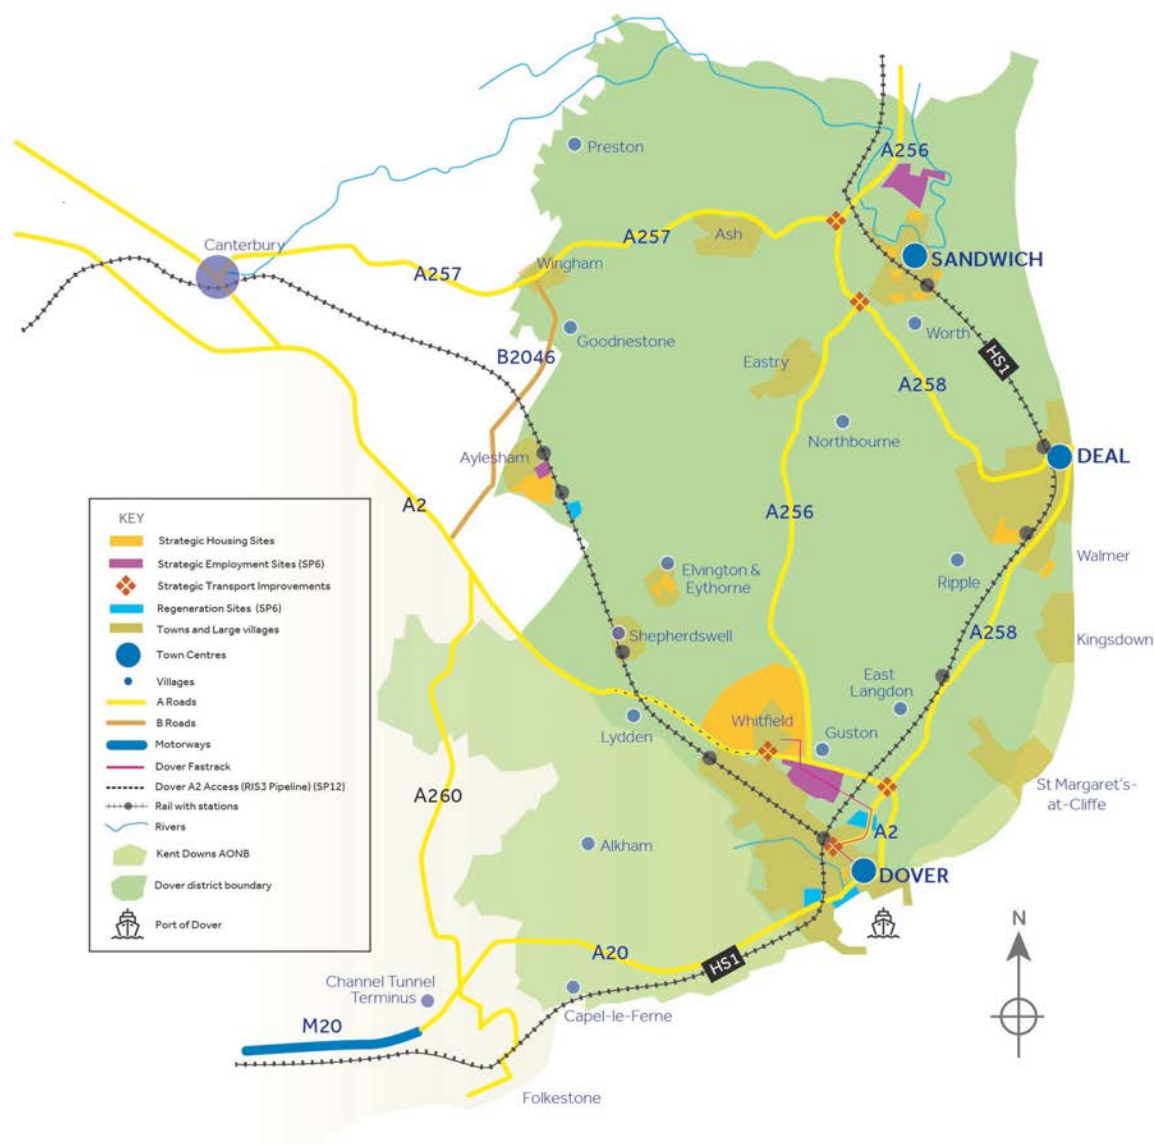 Preston
A256
Canterbury
A257
Ash
SANDWICH
A257
Wingham
Worth
Goodnestone
B2046
HS1
Eastry
A258
Northbourne
Aylesham
DEAL
A2
A256
Walmer
Elvington &
Eythorne
Ripple
Shepherdswell
A258
Kingsdown
East
Langdon
Whitfield
Lydden
Guston
St Margaret's-
at-Cliffe
A260
A2
Alkham
DOVER
A20
HS1
Channel Tunnel
Terminus
Capel-le-Ferne
M20
Folkestone
N
KEY
Strategic Housing Sites
Strategic Employment Sites (SP6)
Strategic Transport Improvements
Regeneration Sites (SP6)
Towns and Large villages
Town Centres
Villages
A Roads
B Roads
Motorways
Dover Fastrack
Dover A2 Access (RIS3 Pipeline) (SP12)
Rail with stations
Rivers
Kent Downs AONB
Dover district boundary
Port of Dover